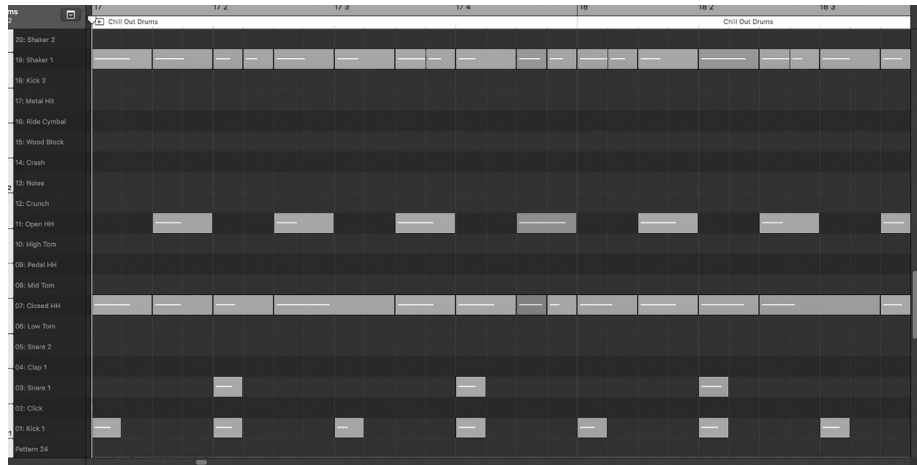 ms
17 17 2 17 3 17 4 18 18 2 18 3
2
Chill Out Drums Chill Out Drums
20: Shaker 2
19: Shaker 1
18: Kick 2
17: Metal Hit
16: Ride Cymbal
15: Wood Block
14: Crash
2
13: Noise
12: Crunch
11: Open HH
10: High Tom
09: Pedal HH
08: Mid Tom
07: Closed HH
06: Low Tom
05: Snare 2
04: Clap 1
03: Snare 1
02: Click
1
01: Kick 1
Pattern 24